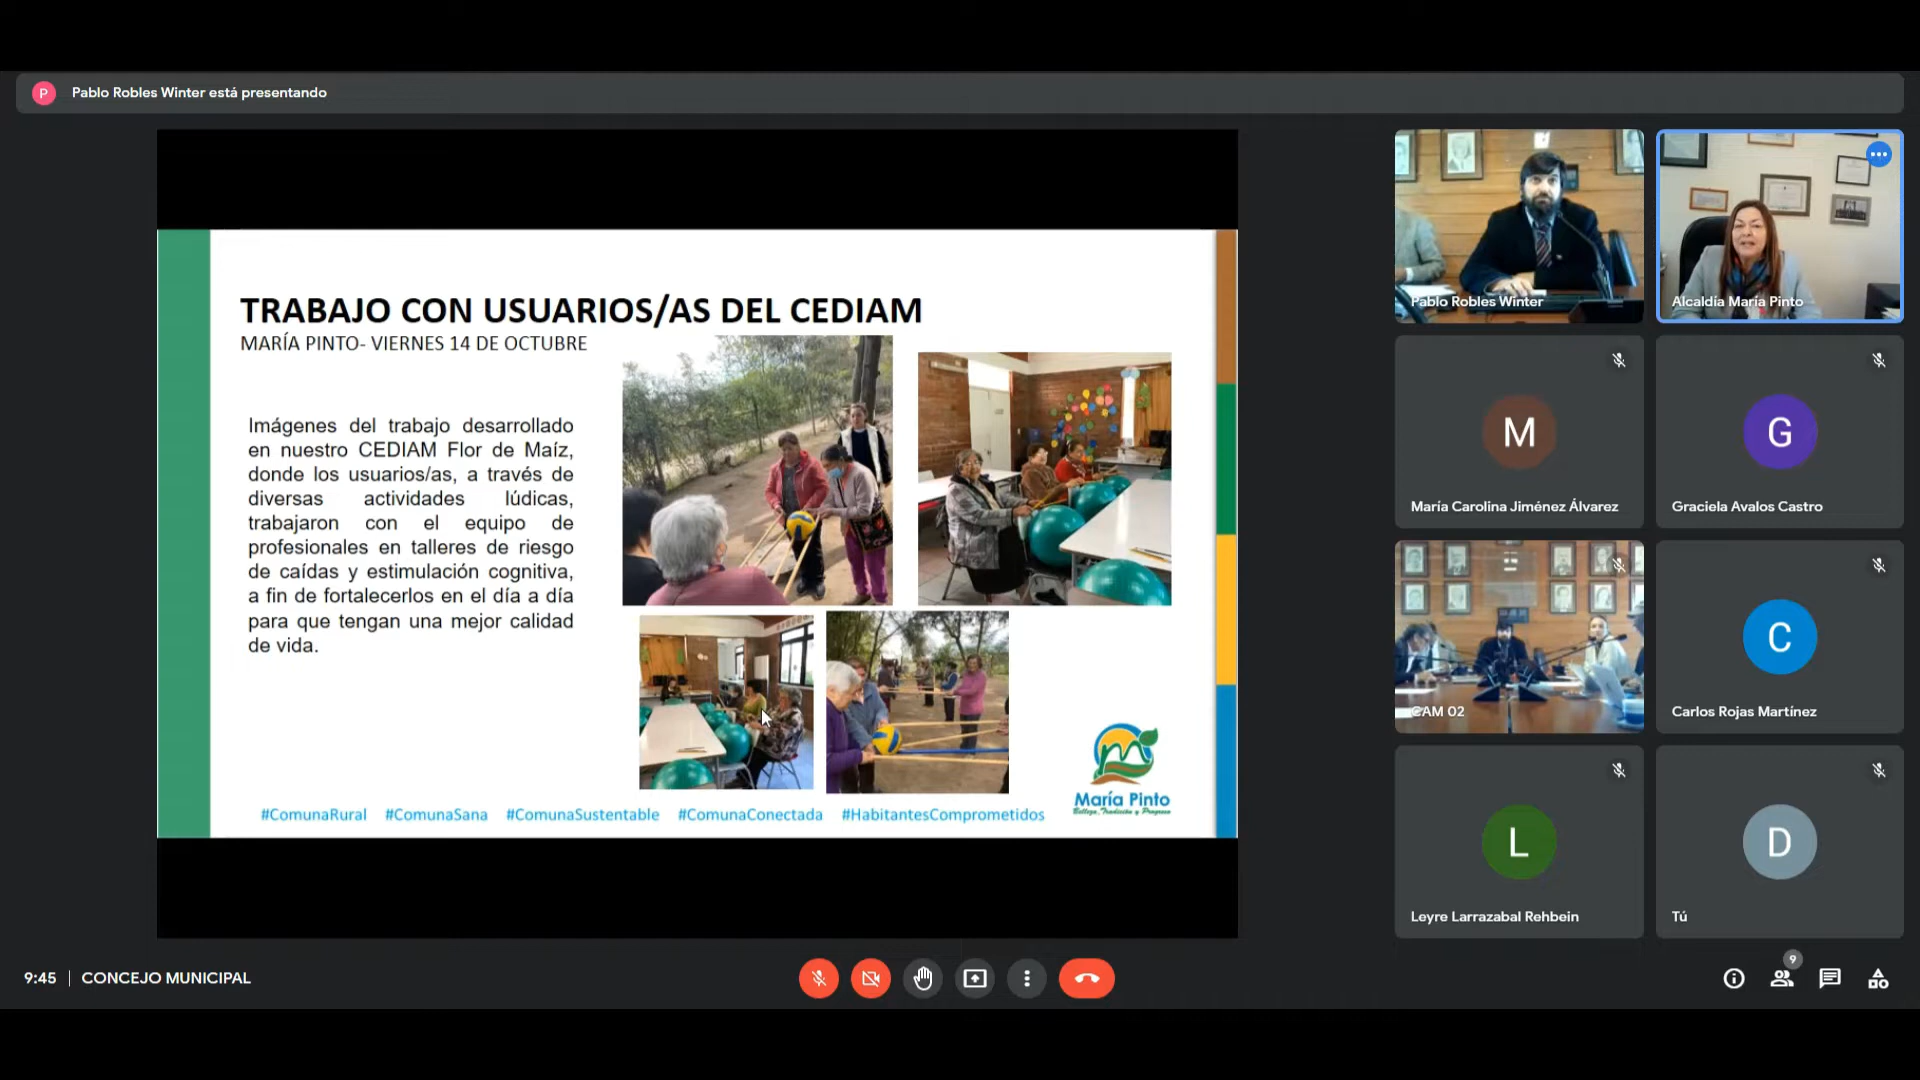 P
Pablo Robles Winter está presentando
TRABAJO CON USUARIOS/AS DEL CEDIAM
MARÍA PINTO- VIERNES 14 DE OCTUBRE
Imágenes del trabajo desarrollado
en nuestro CEDIAM Flor de Maíz,
donde los usuarios/as, a través de
diversas actividades lúdicas,
trabajaron con el equipo de
profesionales en talleres de riesgo
de caídas y estimulación cognitiva,
a fin de fortalecerlos en el día a día
para que tengan una mejor calidad
de vida.
María Pinto
Belleza, Tradición y Progreso
#ComunaRural #ComunaSana #ComunaSustentable #ComunaConectada #HabitantesComprometidos
Pablo Robles Winter
Alcaldía María Pinto
M
María Carolina Jiménez Álvarez
G
Graciela Avalos Castro
CAM 02
C
Carlos Rojas Martínez
L
Leyre Larrazabal Rehbein
D
Tú
9:45 | CONCEJO MUNICIPAL
9